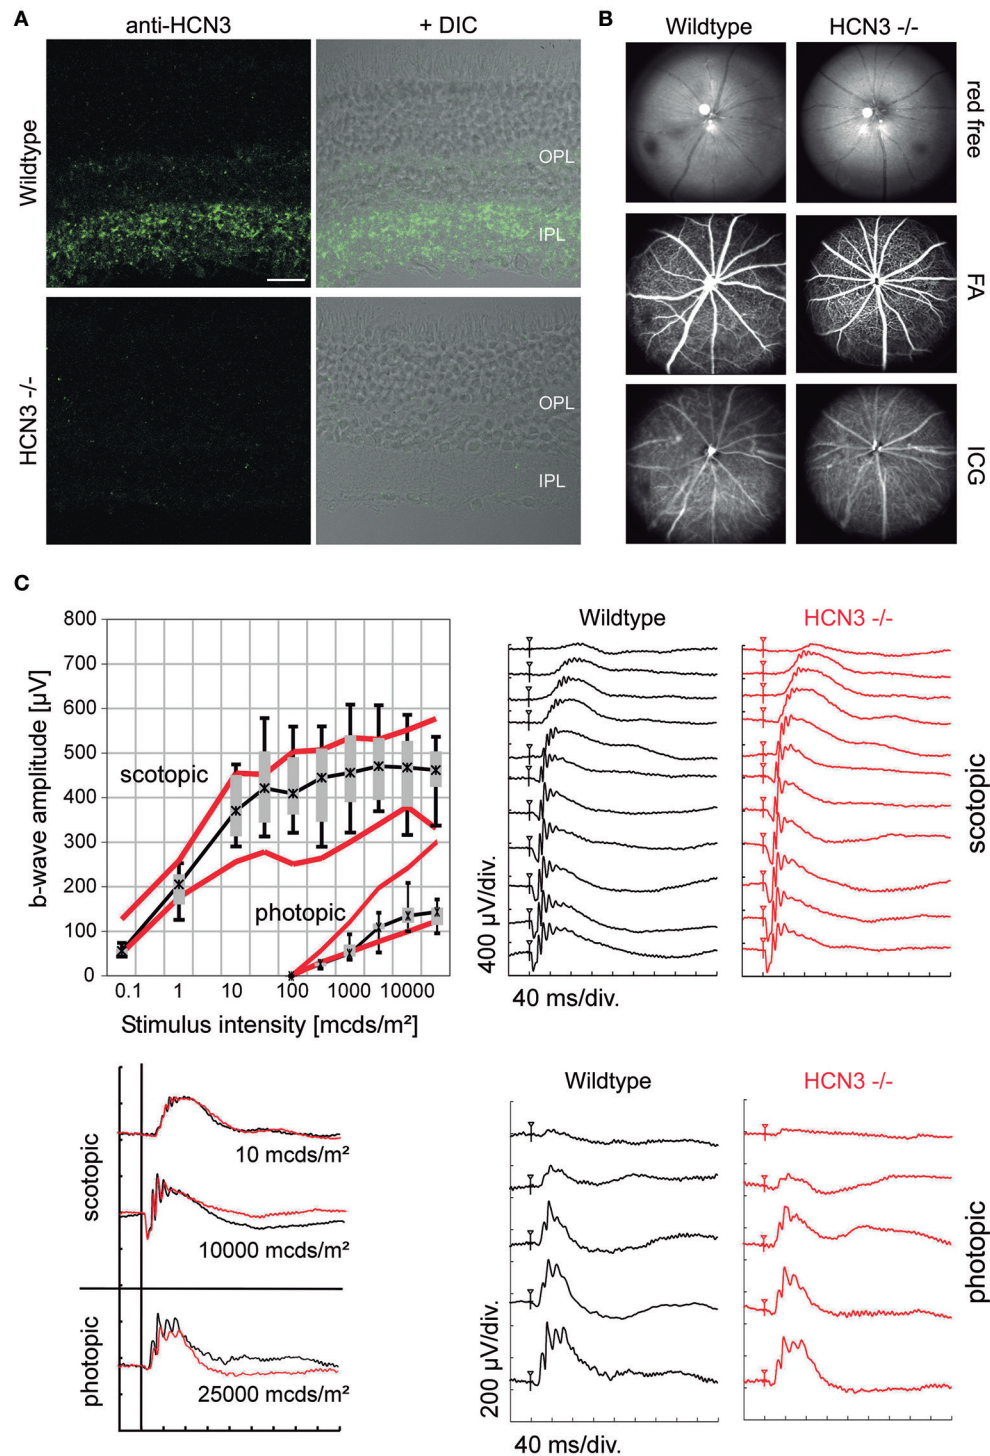 A
anti-HCN3
+ DIC
Wildtype
OPL
IPL
HCN3 -/-
OPL
IPL
B
Wildtype
HCN3 -/-
red free
FA
ICG
C
b-wave amplitude [µV]
800
700
600
500
400
300
200
100
0
scotopic
photopic
0.1
1
10
100
1000
10000
Stimulus intensity [mcds/m²]
Wildtype
HCN3 -/-
400 µV/div.
40 ms/div.
scotopic
scotopic
10 mcds/m²
10000 mcds/m²
photopic
25000 mcds/m²
Wildtype
HCN3 -/-
200 µV/div.
40 ms/div.
photopic